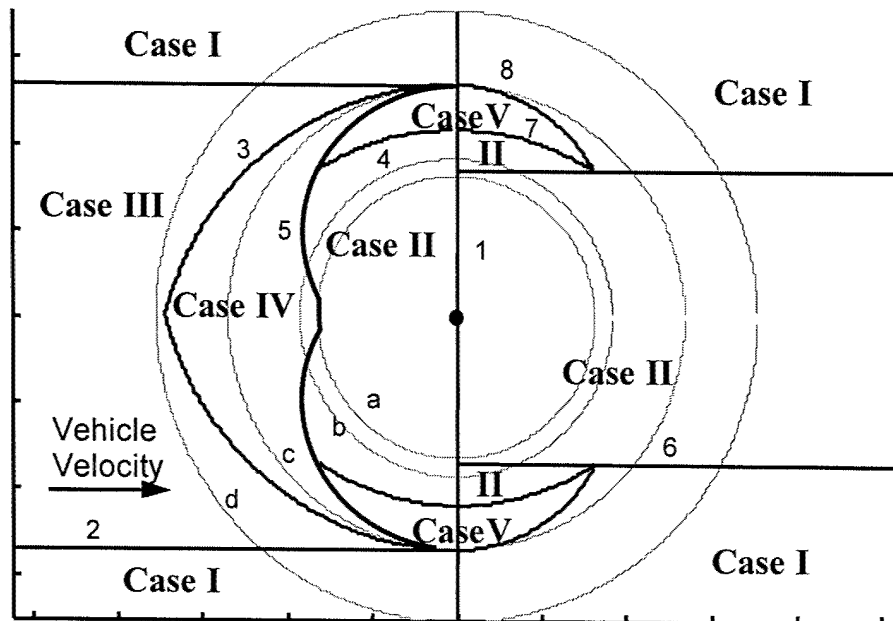 Case I
8
Case I
Case V
7
3
4
II
Case III
5
Case II
1
Case IV
Case II
a
b
Vehicle
Velocity
c
6
d
II
Case V
2
Case I
Case I